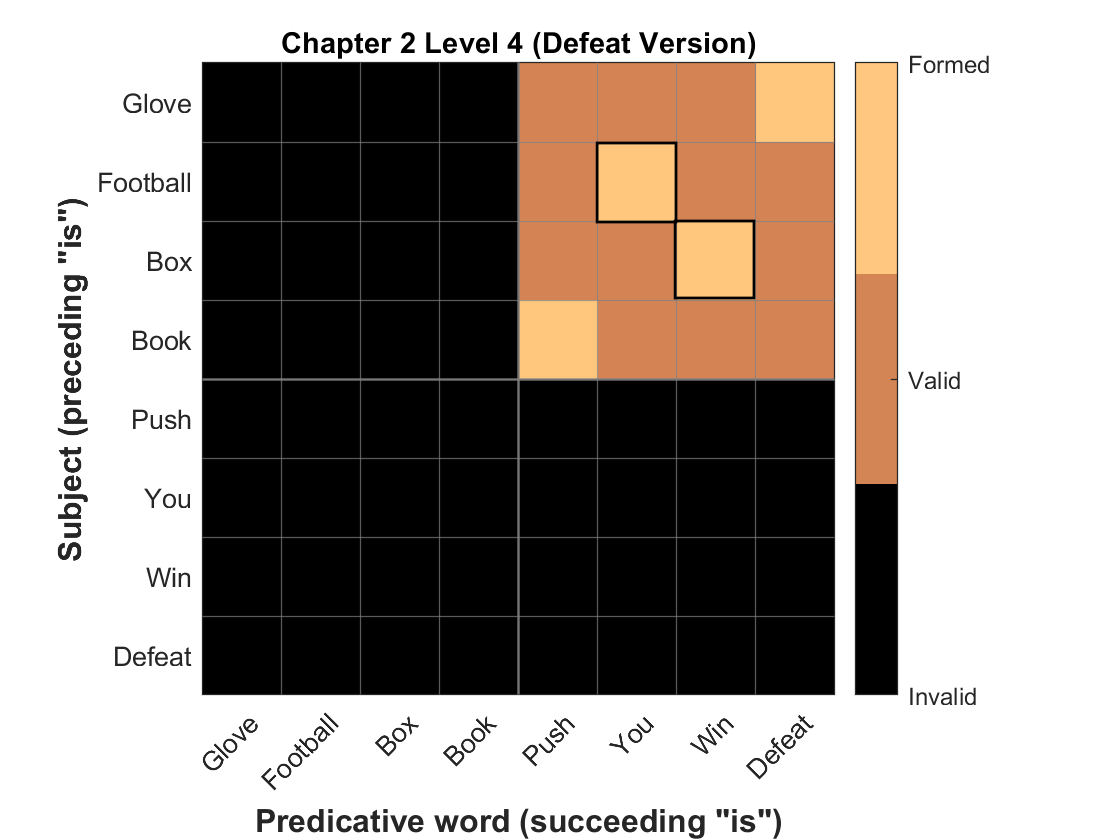 Chapter 2 Level 4 (Defeat Version)
Subject (preceding "is")
Glove
Football
Box
Book
Push
You
Win
Defeat
Glove
Football
Box
Book
Push
You
Win
Defeat
Predicative word (succeeding "is")
Formed
Valid
Invalid